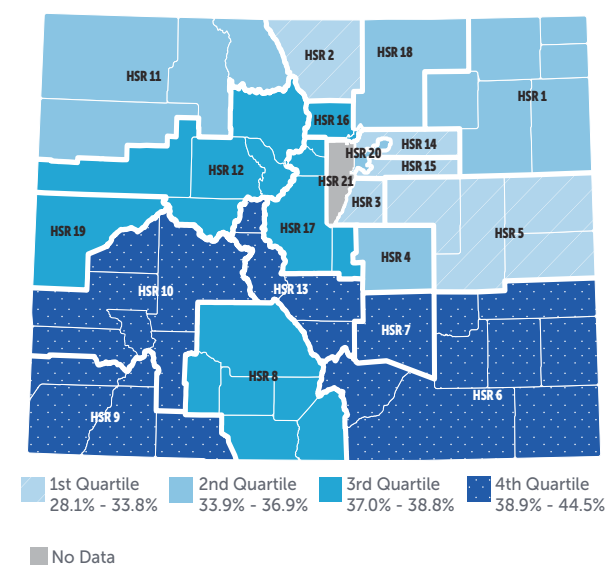 HSR 2
HSR 18
HSR 11
HSR 1
HSR 16
HSR 14
HSR 20
HSR 15
HSR 12
HSR 21
HSR 3
HSR 19
HSR 17
HSR 5
HSR 4
HSR 10
HSR 13
HSR 7
HSR 8
HSR 6
HSR 9
1st Quartile
28.1% - 33.8%
2nd Quartile
33.9% - 36.9%
3rd Quartile
37.0% - 38.8%
4th Quartile
38.9% - 44.5%
No Data